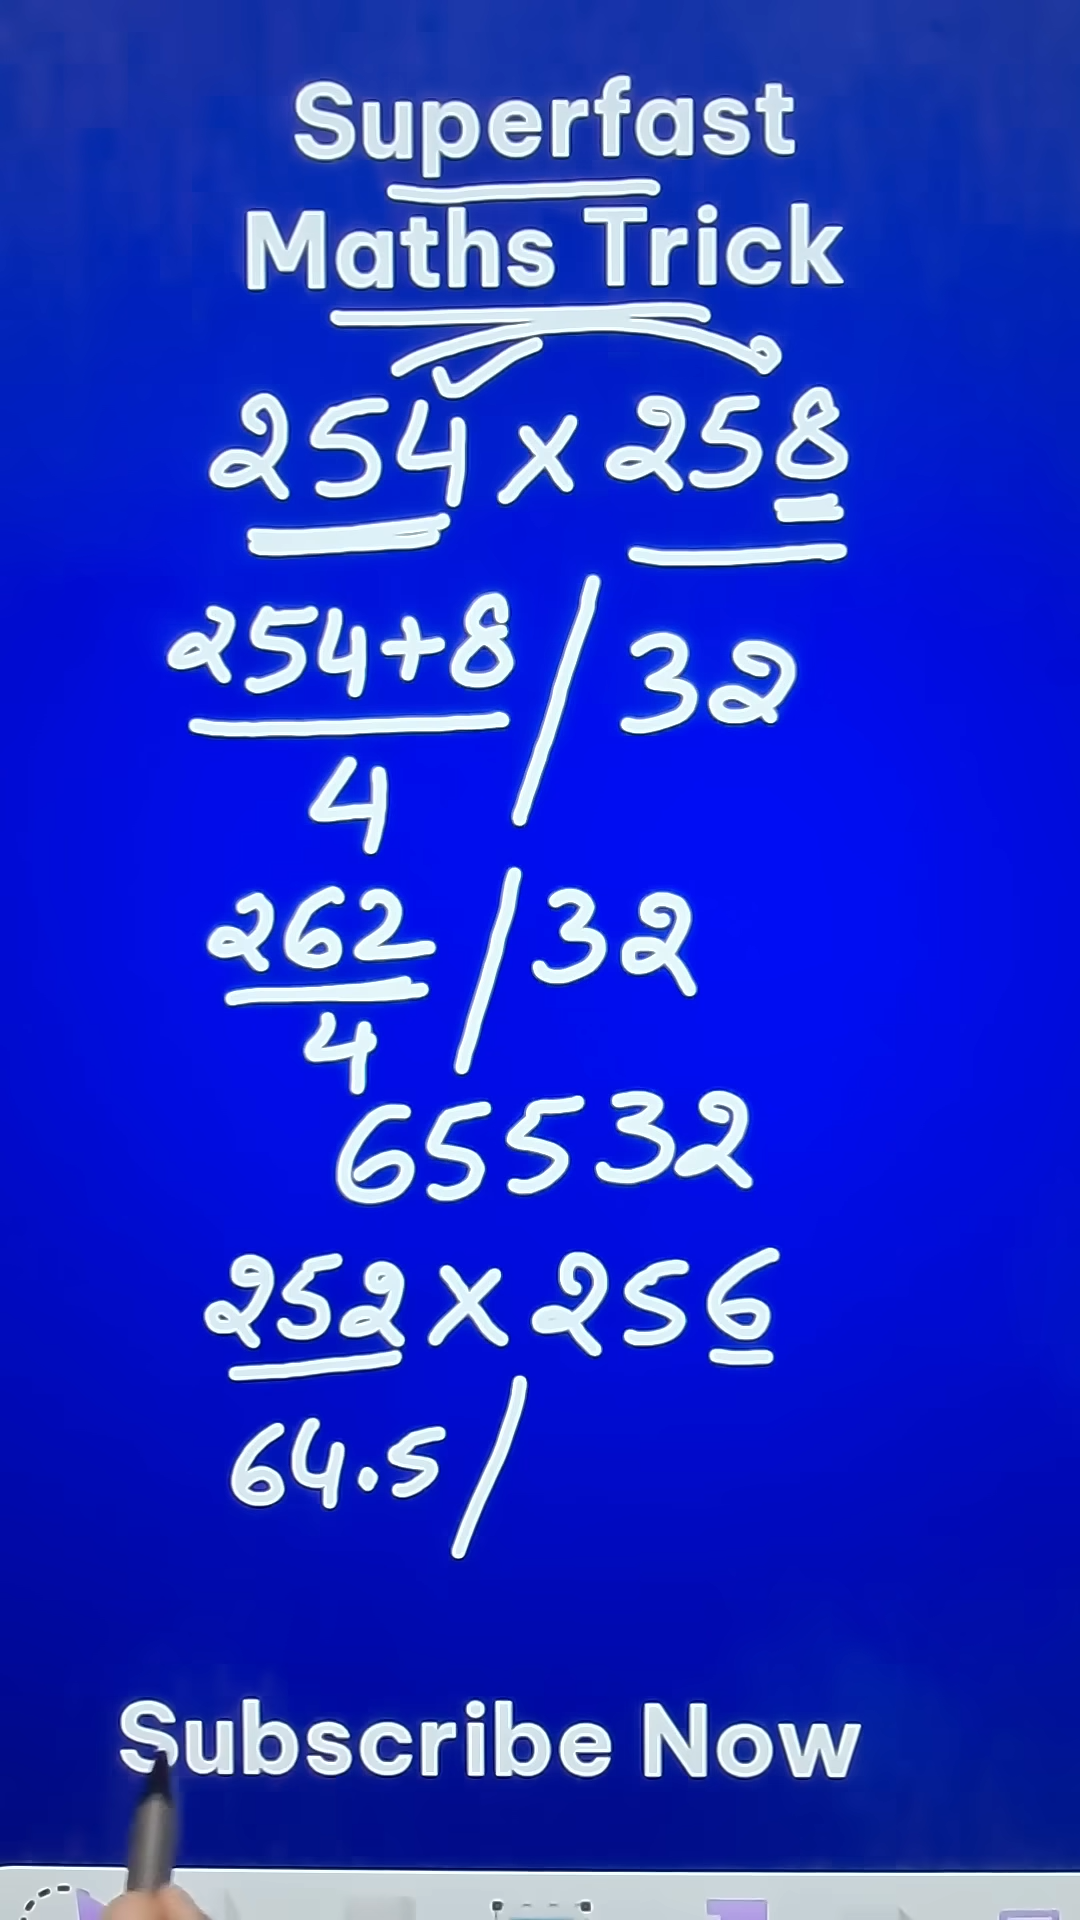 Superfast
Maths Trick
254 x 258
254+8 / 32
4
262 / 32
4
65532
252 x 256
64.5 /
Subscribe Now